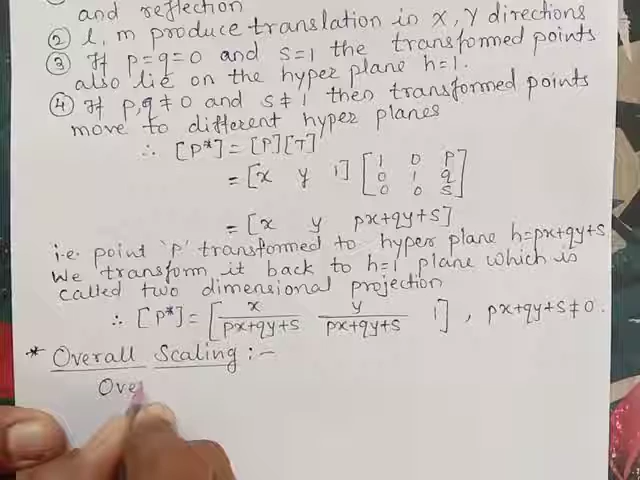 and reflection
② l, m produce translation in x, y directions
③ If p=q=0 and s=1 the transformed points
also lie on the hyper plane h=1.
④ If p,q≠0 and s≠1 then transformed points
move to different hyper planes
∴ [P*] = [P][T]
= [x y 1] [1 0 p
0 1 q
0 0 s]
= [x y px+qy+s]
i.e. point 'P' transformed to hyper plane h=px+qy+s
We transform it back to h=1 plane which is
called two dimensional projection
∴ [P*] = [x/(px+qy+s) y/(px+qy+s) 1], px+qy+s≠0.
* Overall Scaling :-
Ove